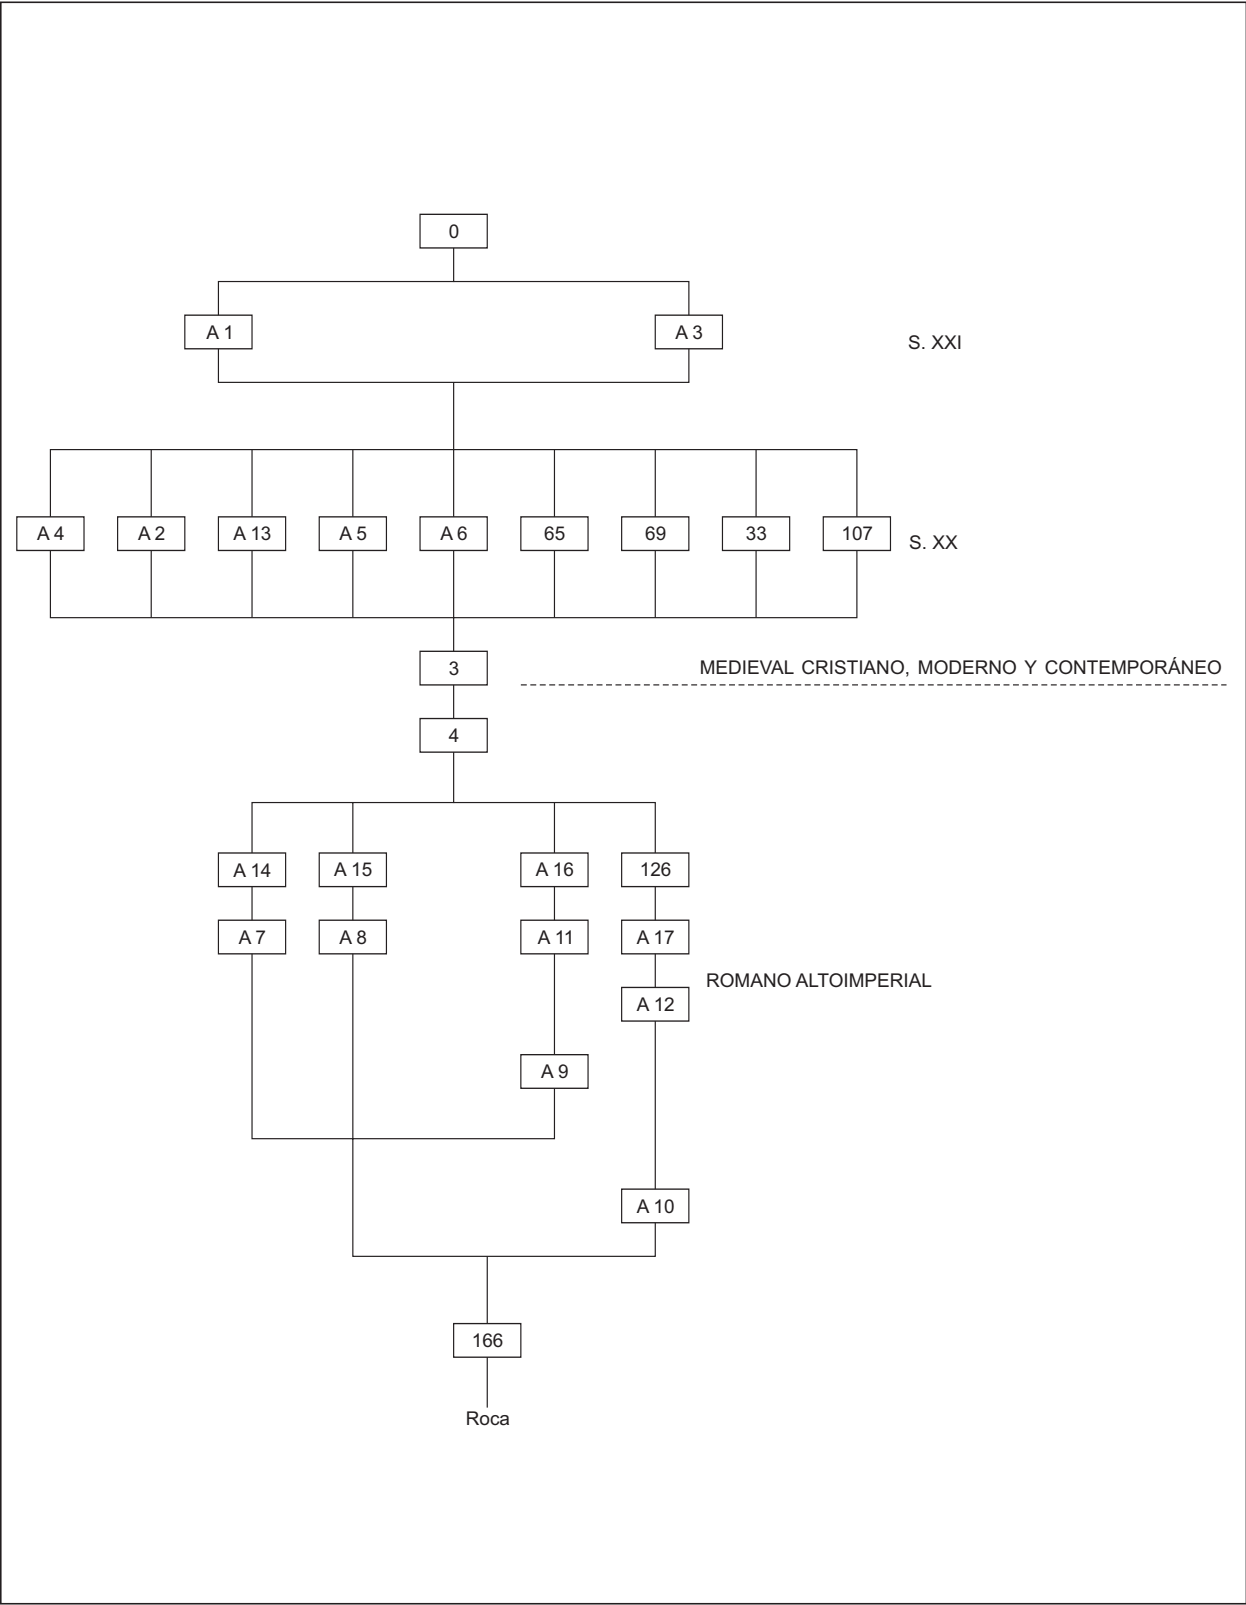 0
A 1
A 3
S. XXI
A 4
A 2
A 13
A 5
A 6
65
69
33
107
S. XX
3
MEDIEVAL CRISTIANO, MODERNO Y CONTEMPORÁNEO
4
A 14
A 15
A 16
126
A 7
A 8
A 11
A 17
ROMANO ALTOIMPERIAL
A 12
A 9
A 10
166
Roca